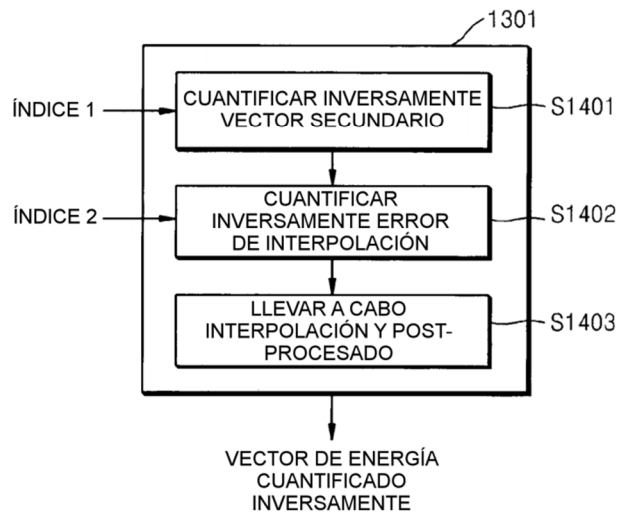 1301
ÍNDICE 1
CUANTIFICAR INVERSAMENTE
VECTOR SECUNDARIO
S1401
ÍNDICE 2
CUANTIFICAR
INVERSAMENTE ERROR
DE INTERPOLACIÓN
S1402
LLEVAR A CABO
INTERPOLACIÓN Y POST-
PROCESADO
S1403
VECTOR DE ENERGÍA
CUANTIFICADO
INVERSAMENTE